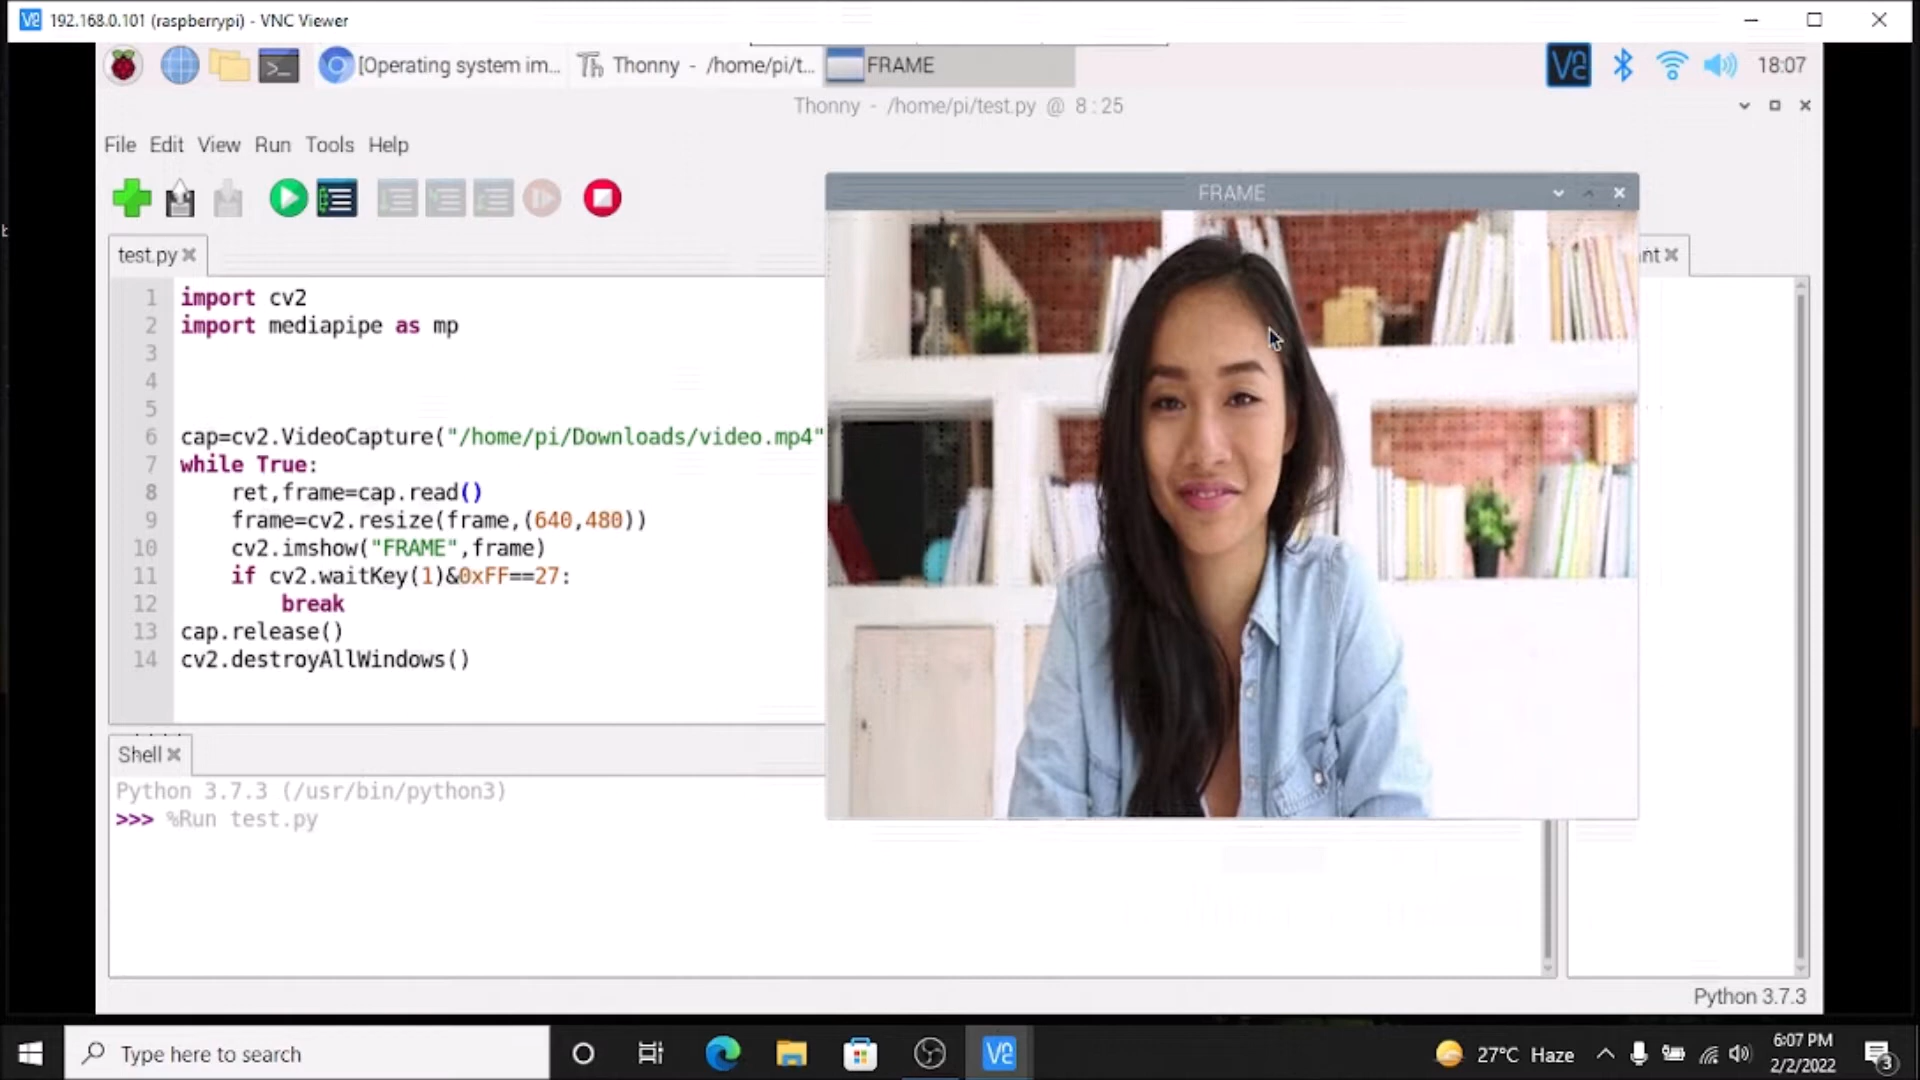 192.168.0.101 (raspberrypi) - VNC Viewer
[Operating system im...
Thonny - /home/pi/t...
FRAME
18:07
Thonny - /home/pi/test.py @ 8:25
File Edit View Run Tools Help
FRAME
test.py
nt
1 import cv2
2 import mediapipe as mp
3
4
5
6 cap=cv2.VideoCapture("/home/pi/Downloads/video.mp4"
7 while True:
8 ret,frame=cap.read()
9 frame=cv2.resize(frame,(640,480))
10 cv2.imshow("FRAME",frame)
11 if cv2.waitKey(1)&0xFF==27:
12 break
13 cap.release()
14 cv2.destroyAllWindows()
Shell
Python 3.7.3 (/usr/bin/python3)
>>> %Run test.py
Python 3.7.3
Type here to search
27°C Haze
6:07 PM
2/2/2022
3